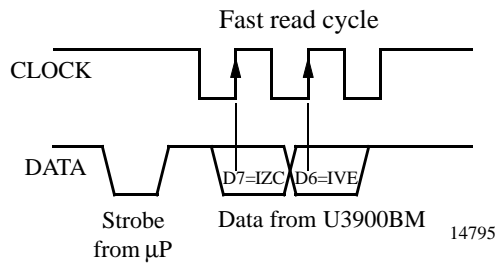 Fast read cycle
CLOCK
DATA
D7=IZC
D6=IVE
Strobe
from μP
Data from U3900BM
14795